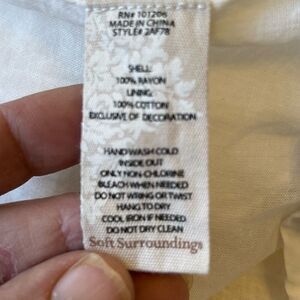 RN# 101206
MADE IN CHINA
STYLE# 2AF78
SHELL:
100% RAYON
LINING:
100% COTTON
EXCLUSIVE OF DECORATION
HAND WASH COLD
INSIDE OUT
ONLY NON-CHLORINE
BLEACH WHEN NEEDED
DO NOT WRING OR TWIST
HANG TO DRY
COOL IRON IF NEEDED
DO NOT DRY CLEAN
Soft Surroundings